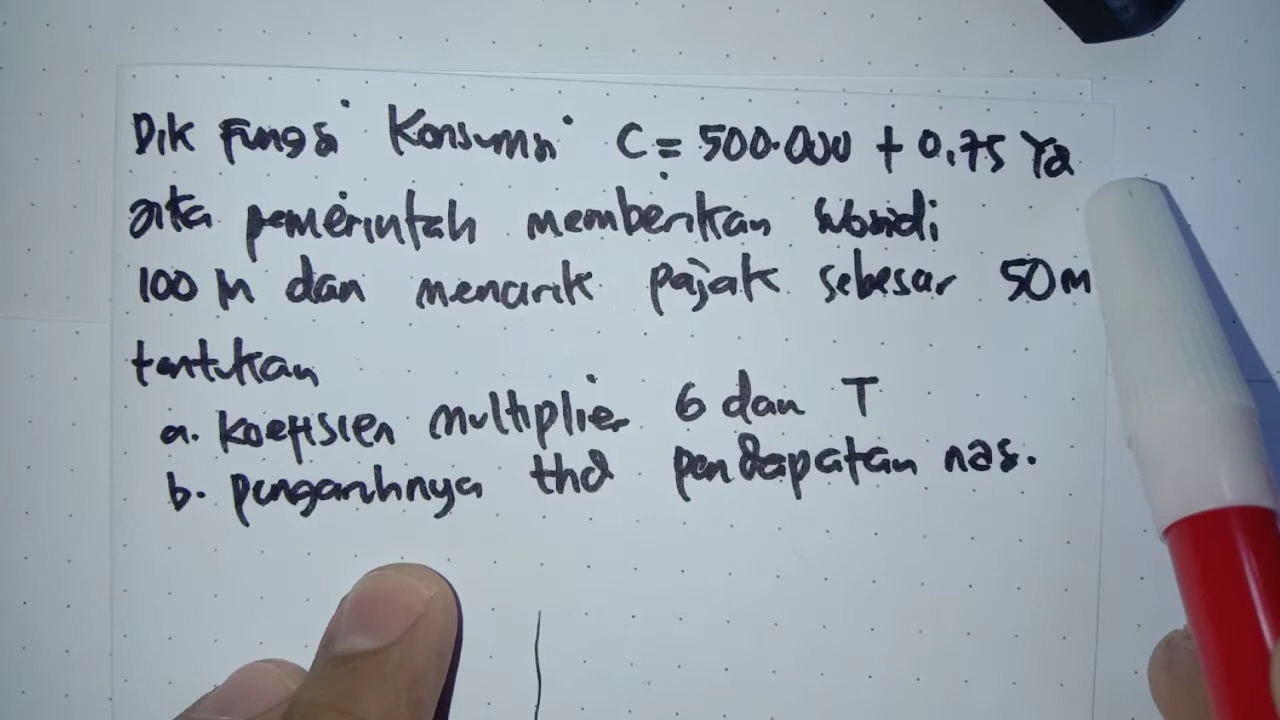 Dik Fungsi Konsumsi C = 500.000 + 0,75 Yd
jika pemerintah memberikan subsidi
100 M dan menarik pajak sebesar 50 M
tentukan
a. Koefisien multiplier G dan T
b. pengaruhnya thd pendapatan nas.